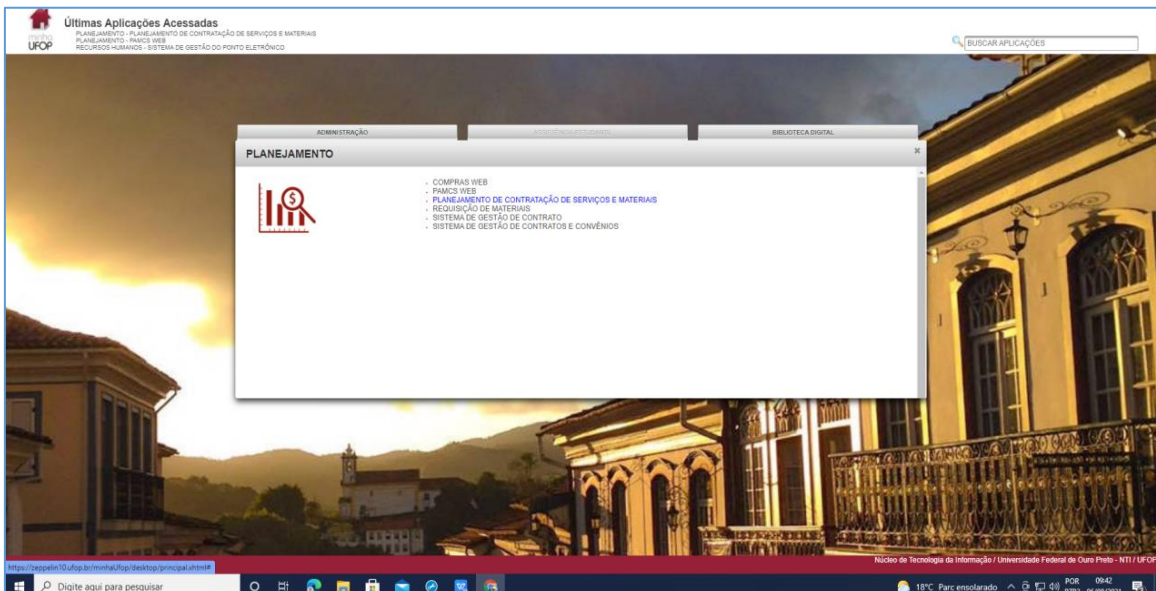 Últimas Aplicações Acessadas
PLANEJAMENTO - PLANEJAMENTO DE CONTRATAÇÃO DE SERVIÇOS E MATERIAIS
PLANEJAMENTO - PAMCS WEB
RECURSOS HUMANOS - SISTEMA DE GESTÃO DO PONTO ELETRÔNICO
minha
UFOP
BUSCAR APLICAÇÕES
ADMINISTRAÇÃO
ASSISTÊNCIA ESTUDANTIL
BIBLIOTECA DIGITAL
PLANEJAMENTO
COMPRAS WEB
PAMCS WEB
PLANEJAMENTO DE CONTRATAÇÃO DE SERVIÇOS E MATERIAIS
REQUISIÇÃO DE MATERIAIS
SISTEMA DE GESTÃO DE CONTRATO
SISTEMA DE GESTÃO DE CONTRATOS E CONVÊNIOS
Núcleo de Tecnologia da Informação / Universidade Federal de Ouro Preto - NTI / UFOP
https://zeppelin10.ufop.br/minhaUfop/desktop/principal.xhtml#
Digite aqui para pesquisar
18°C Parc ensolarado
POR
09:42